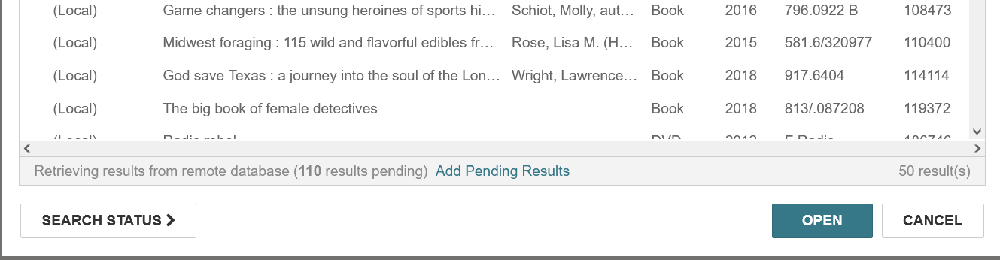 (Local) Game changers : the unsung heroines of sports hi... Schiot, Molly, aut... Book 2016 796.0922 B 108473
(Local) Midwest foraging : 115 wild and flavorful edibles fr... Rose, Lisa M. (H... Book 2015 581.6/320977 110400
(Local) God save Texas : a journey into the soul of the Lon... Wright, Lawrence... Book 2018 917.6404 114114
(Local) The big book of female detectives Book 2018 813/.087208 119372
(Local) Radio rebel DVD 2012
Retrieving results from remote database (110 results pending) Add Pending Results 50 result(s)
SEARCH STATUS OPEN CANCEL